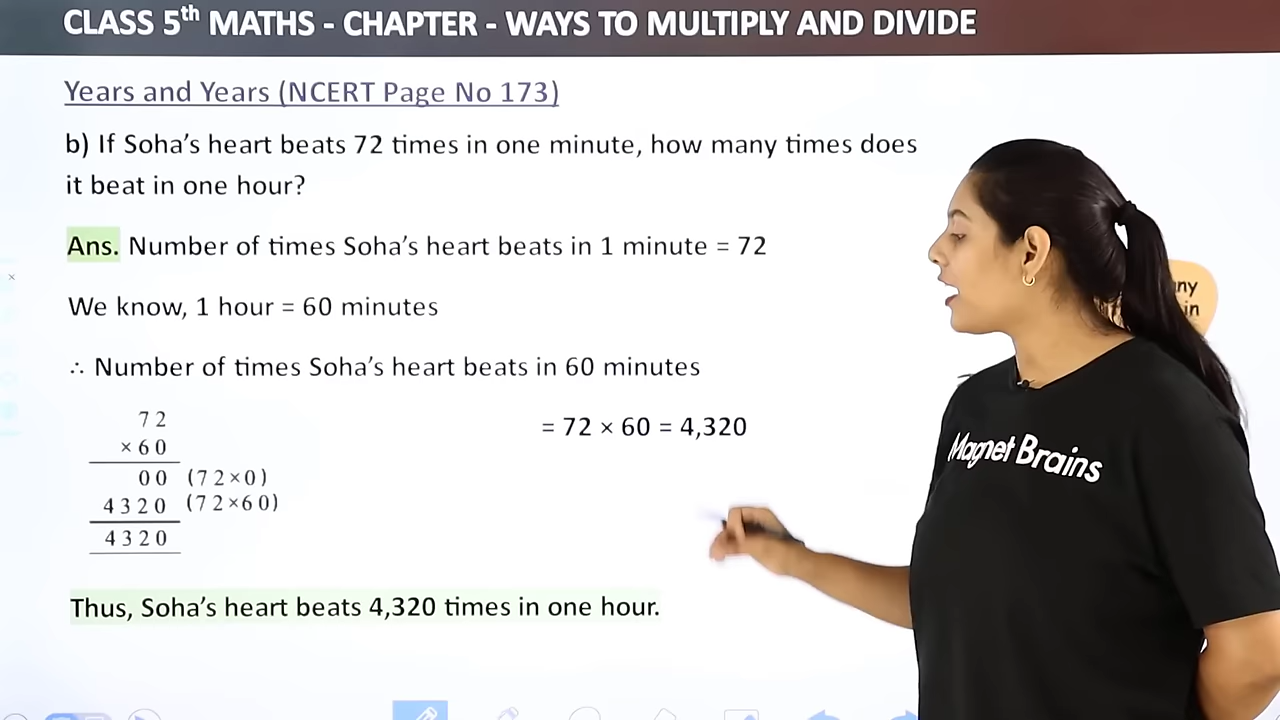 CLASS 5th MATHS - CHAPTER - WAYS TO MULTIPLY AND DIVIDE
Years and Years (NCERT Page No 173)
b) If Soha's heart beats 72 times in one minute, how many times does
it beat in one hour?
Ans. Number of times Soha's heart beats in 1 minute = 72
We know, 1 hour = 60 minutes
∴ Number of times Soha's heart beats in 60 minutes
= 72 × 60 = 4,320
72
×60
00 (72×0)
4320 (72×60)
4320
Thus, Soha's heart beats 4,320 times in one hour.
Magnet Brains
in